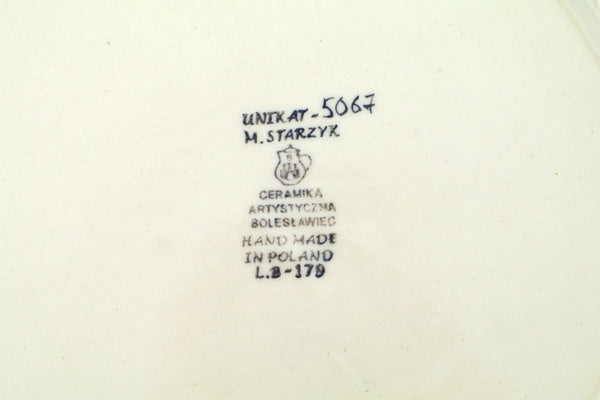 UNIKAT-5067
M. STARZYK
CERAMIKA
ARTYSTYCZNA
BOLESŁAWIEC
HAND MADE
IN POLAND
L.B-179